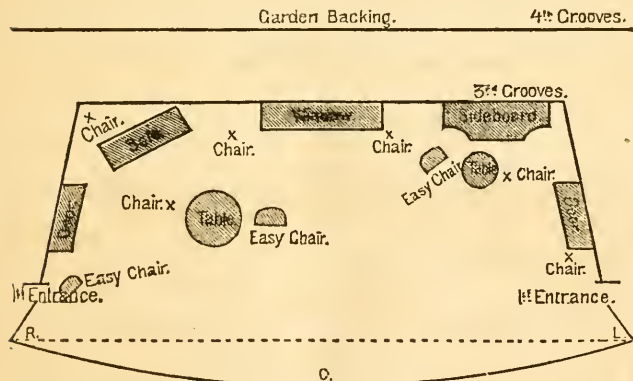 Garden Backing. 4th Grooves.
3rd Grooves.
Chair.
Sofa
Window
Sideboard
Chair.
Chair.
Easy Chair
Table
Chair.
Door
Chair.
Table
Easy Chair.
Door
Chair.
Easy Chair.
1st Entrance.
1st Entrance.
R.
L.
C.